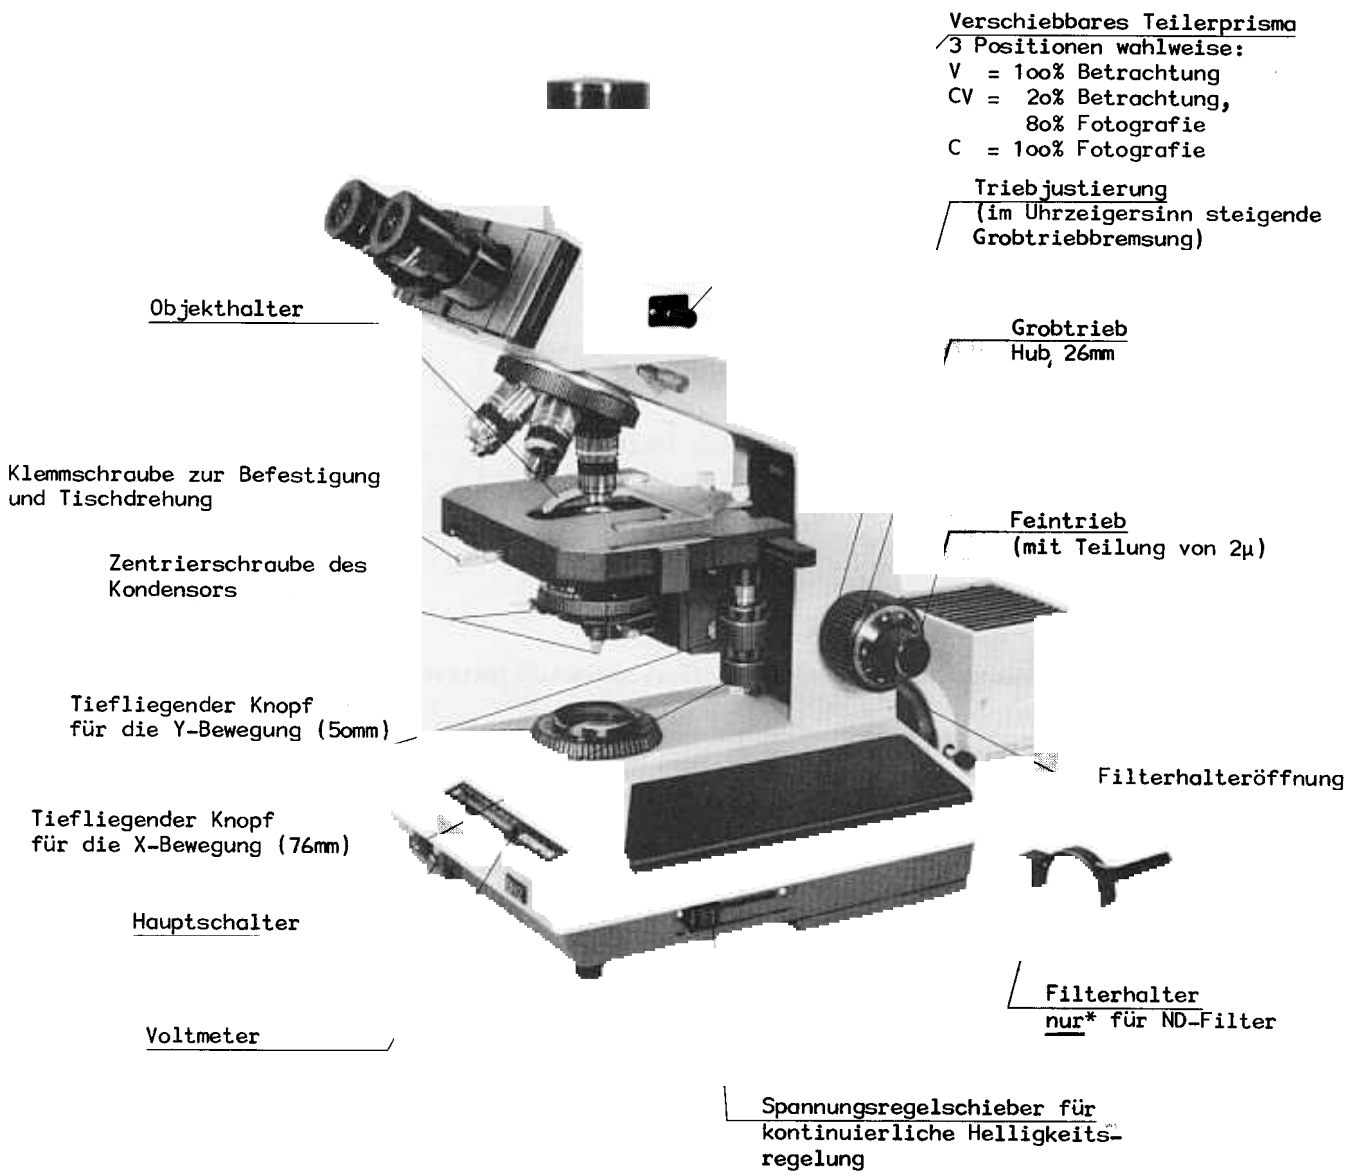 Verschiebbares Teilerprisma
3 Positionen wahlweise:
V = 1oo% Betrachtung
CV = 2o% Betrachtung,
8o% Fotografie
C = 1oo% Fotografie
Triebjustierung
(im Uhrzeigersinn steigende
Grobtriebbremsung)
Objekthalter
Grobtrieb
Hub, 26mm
Klemmschraube zur Befestigung
und Tischdrehung
Feintrieb
(mit Teilung von 2µ)
Zentrierschraube des
Kondensors
Tiefliegender Knopf
für die Y-Bewegung (5omm)
Filterhalteröffnung
Tiefliegender Knopf
für die X-Bewegung (76mm)
Hauptschalter
Filterhalter
nur* für ND-Filter
Voltmeter
Spannungsregelschieber für
kontinuierliche Helligkeits-
regelung